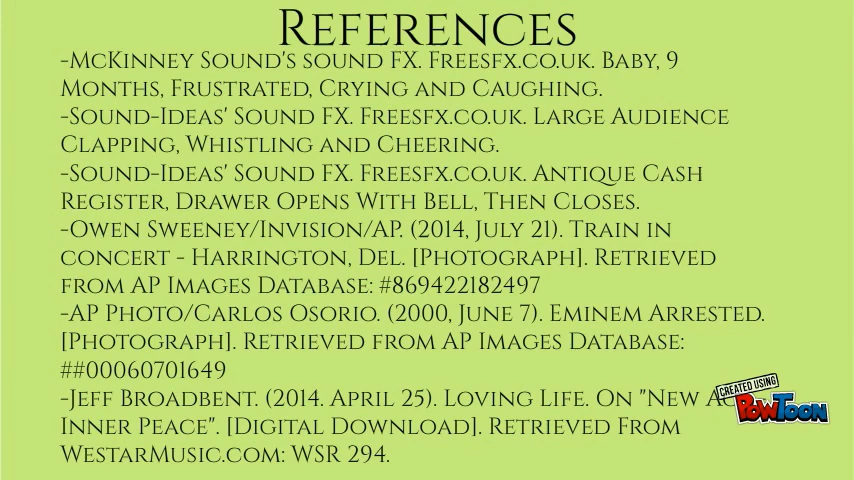 References
-McKinney Sound's sound FX. Freesfx.co.uk. Baby, 9
Months, Frustrated, Crying and Caughing.
-Sound-Ideas' Sound FX. Freesfx.co.uk. Large Audience
Clapping, Whistling and Cheering.
-Sound-Ideas' Sound FX. Freesfx.co.uk. Antique Cash
Register, Drawer Opens With Bell, Then Closes.
-Owen Sweeney/Invision/AP. (2014, July 21). Train in
concert - Harrington, Del. [Photograph]. Retrieved
from AP Images Database: #869422182497
-AP Photo/Carlos Osorio. (2000, June 7). Eminem Arrested.
[Photograph]. Retrieved from AP Images Database:
##00060701649
-Jeff Broadbent. (2014. April 25). Loving Life. On "New
Inner Peace". [Digital Download]. Retrieved From
WestarMusic.com: WSR 294.
CREATED USING
POWTOON